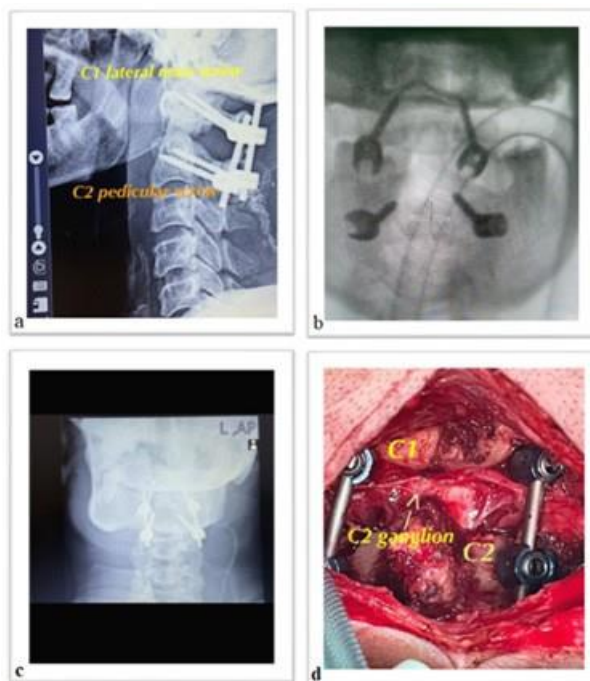 C1 lateral mass screw
C2 pedicular screw
a
b
L ,AP
c
C1
C2 ganglion
C2
d